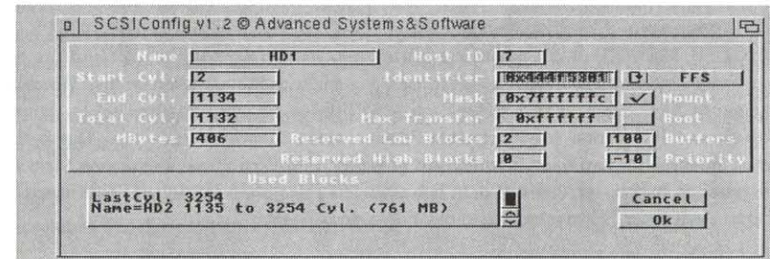 SCSIConfig v1.2 © Advanced Systems&Software
Name HD1 Host ID 7
Start Cyl. 2 Identifier 0x444f5301 FFS
End Cyl. 1134 Mask 0x7ffffffc Mount
Total Cyl. 1132 Max Transfer 0xffffff Boot
MBytes 406 Reserved Low Blocks 2 100 Buffers
Reserved High Blocks 0 -10 Priority
Used Blocks
LastCyl. 3254
Name=HD2 1135 to 3254 Cyl. (761 MB)
Cancel
Ok